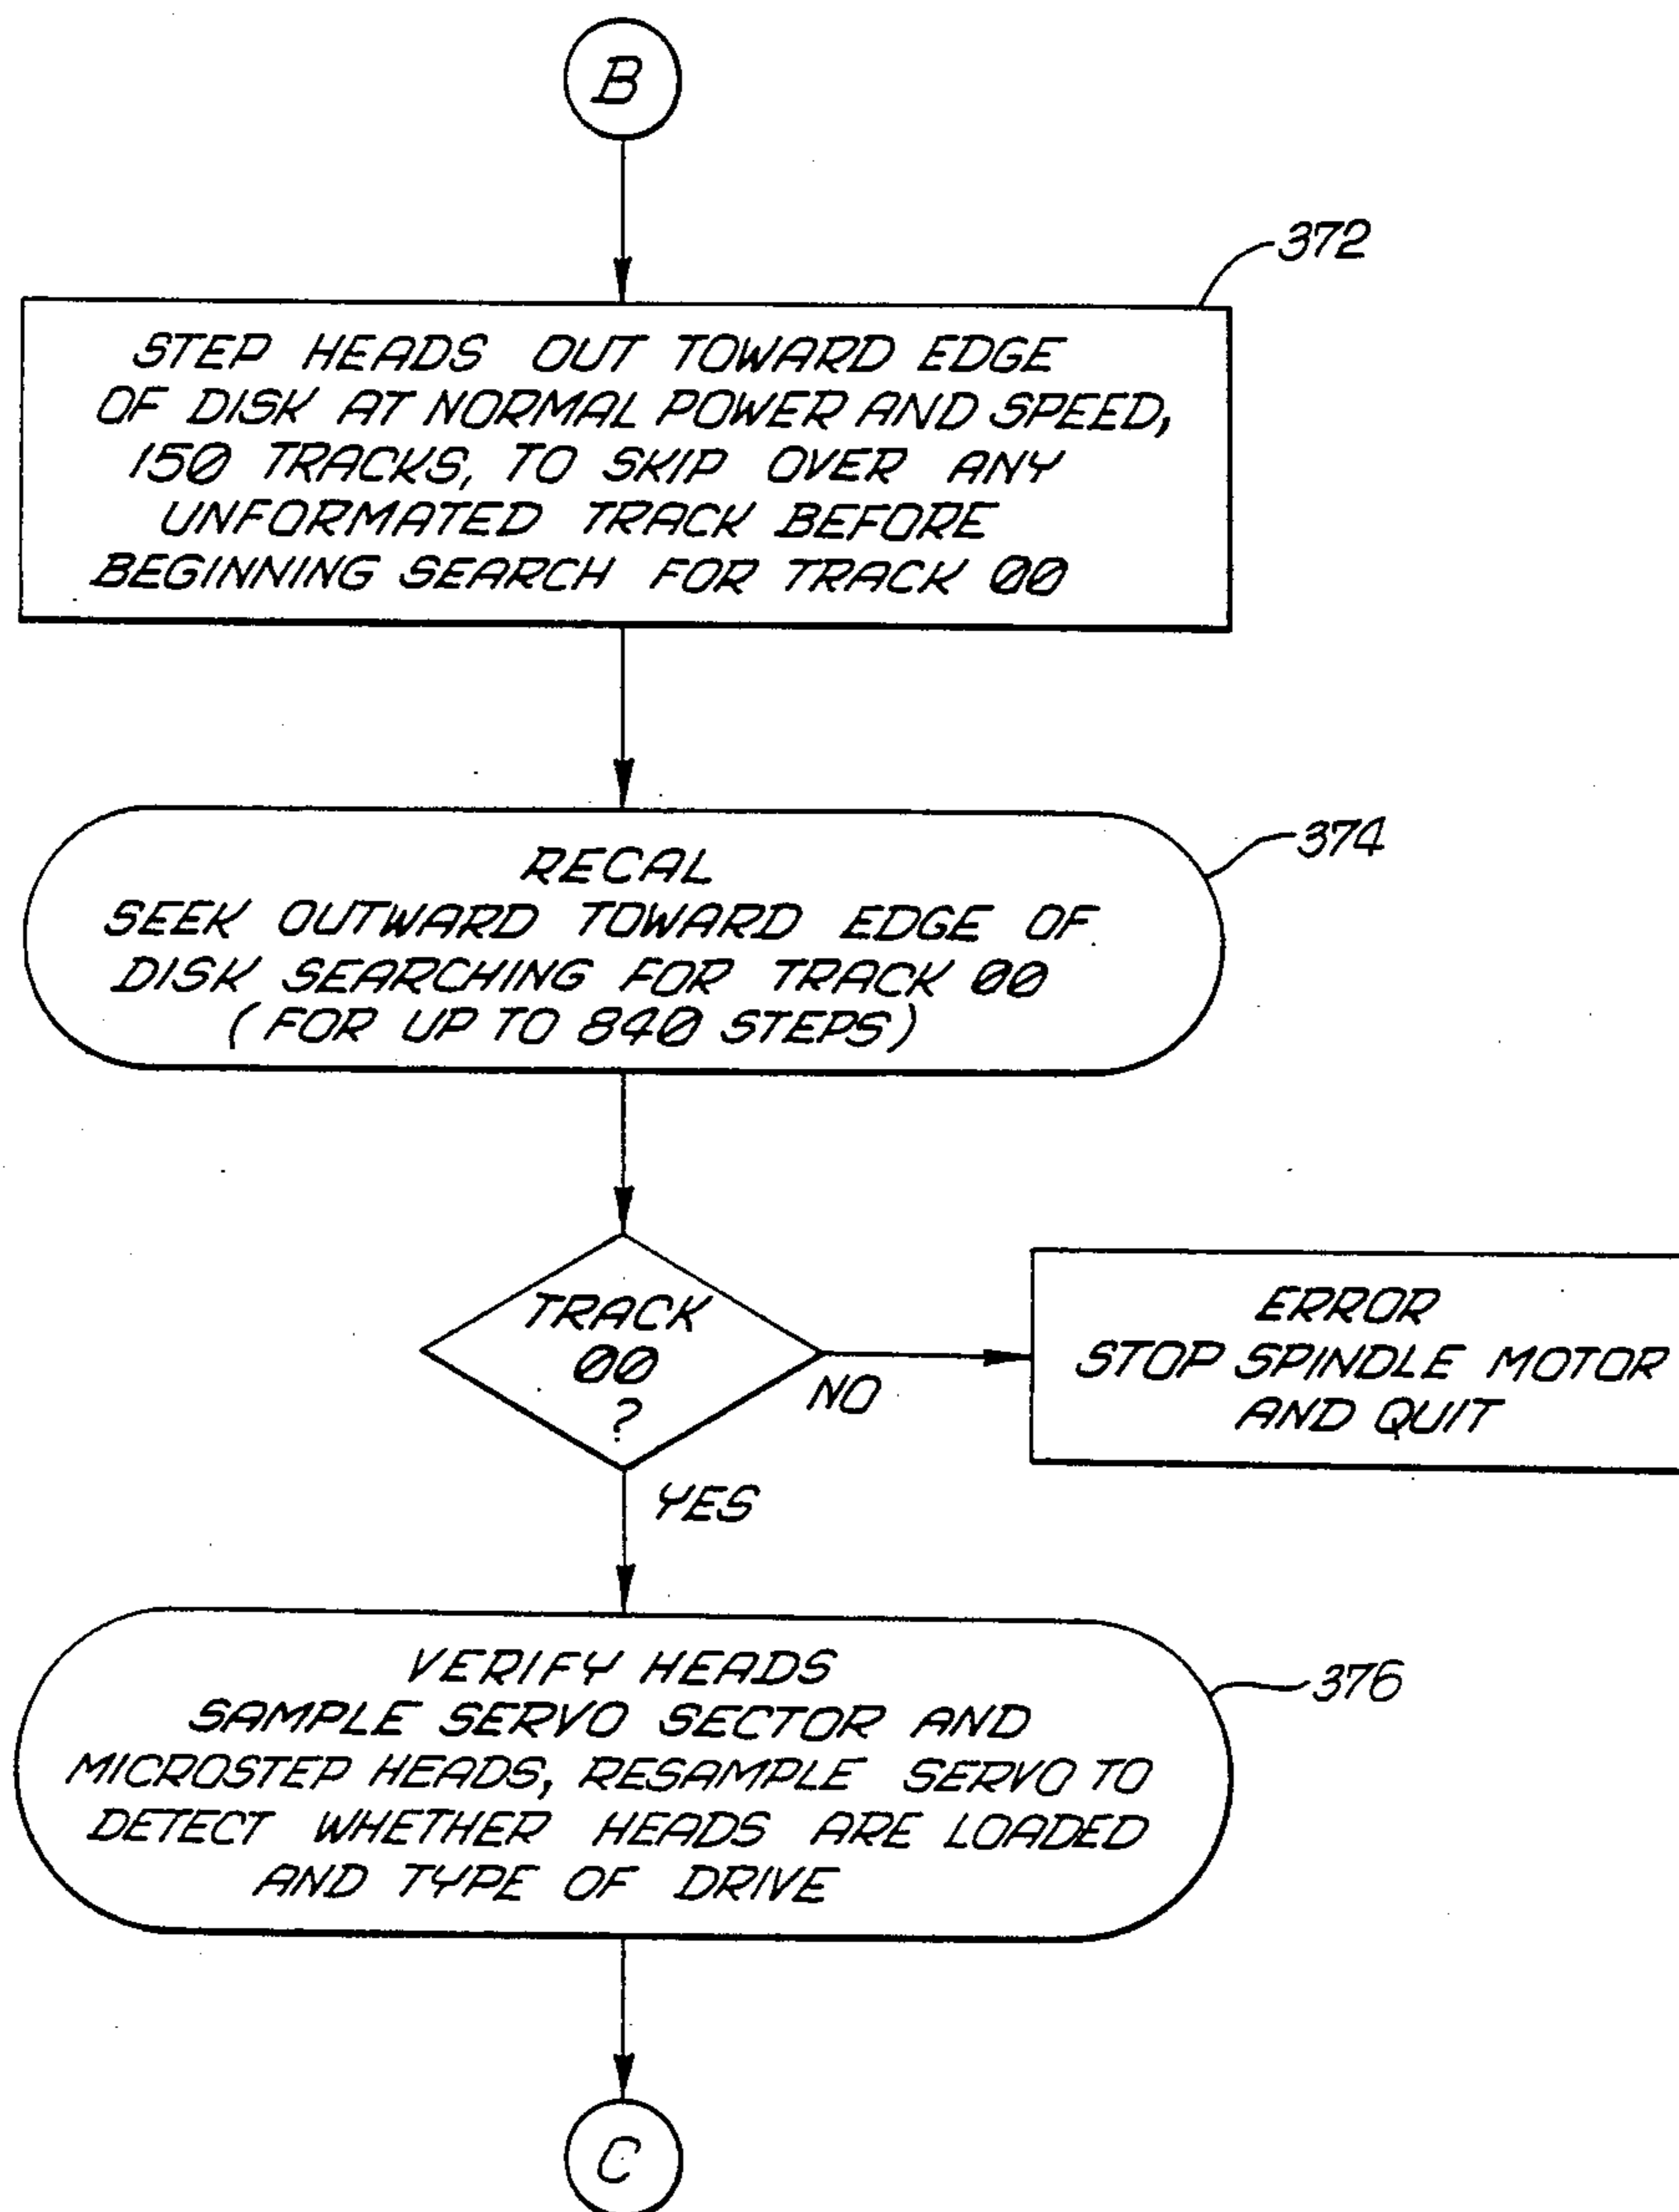 B
372
STEP HEADS OUT TOWARD EDGE
OF DISK AT NORMAL POWER AND SPEED,
150 TRACKS, TO SKIP OVER ANY
UNFORMATED TRACK BEFORE
BEGINNING SEARCH FOR TRACK 00
374
RECAL
SEEK OUTWARD TOWARD EDGE OF
DISK SEARCHING FOR TRACK 00
(FOR UP TO 840 STEPS)
TRACK
00
?
NO
ERROR
STOP SPINDLE MOTOR
AND QUIT
YES
376
VERIFY HEADS
SAMPLE SERVO SECTOR AND
MICROSTEP HEADS, RESAMPLE SERVO TO
DETECT WHETHER HEADS ARE LOADED
AND TYPE OF DRIVE
C